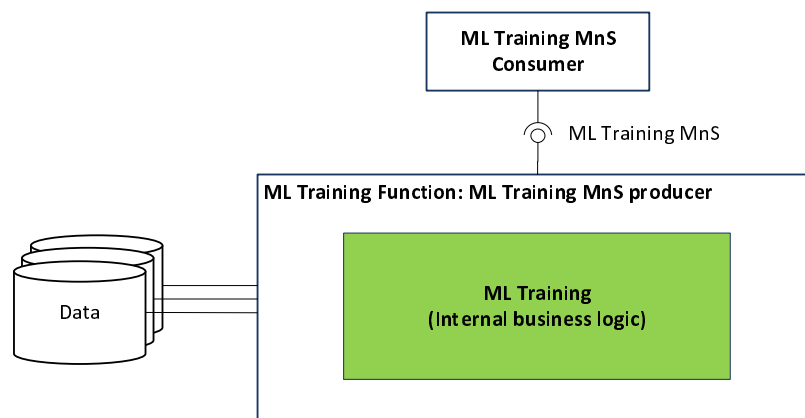 ML Training MnS
Consumer
ML Training MnS
ML Training Function: ML Training MnS producer
ML Training
(Internal business logic)
Data